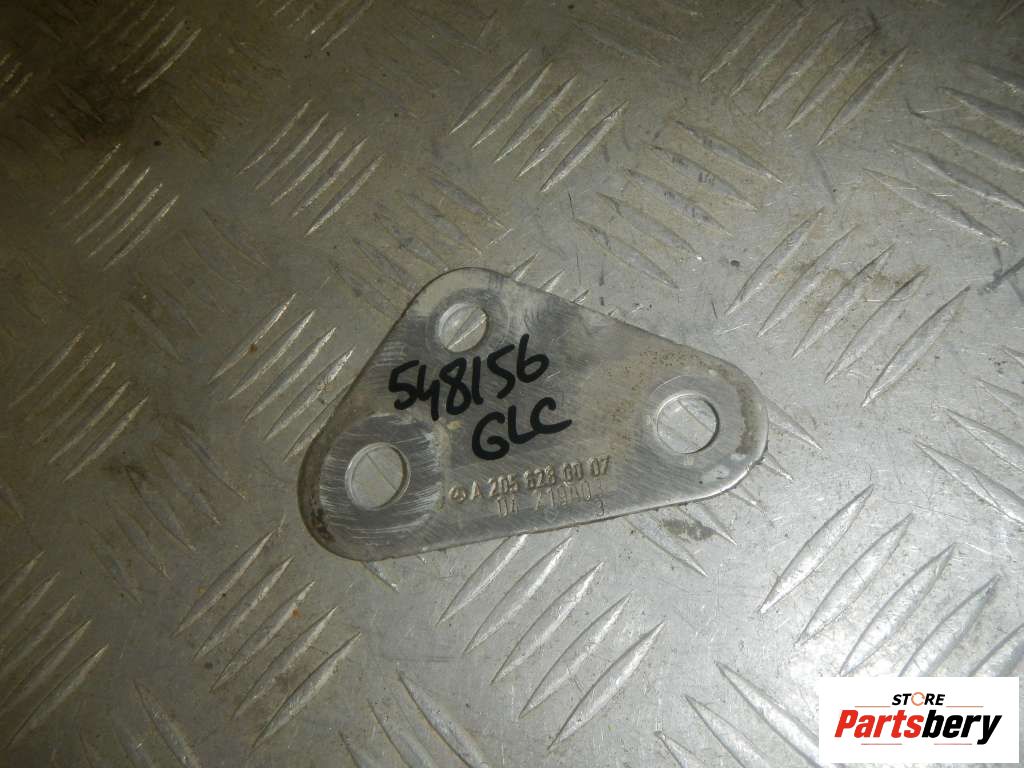 548156
GLC
A 205 628 00 07
STORE
Partsbery